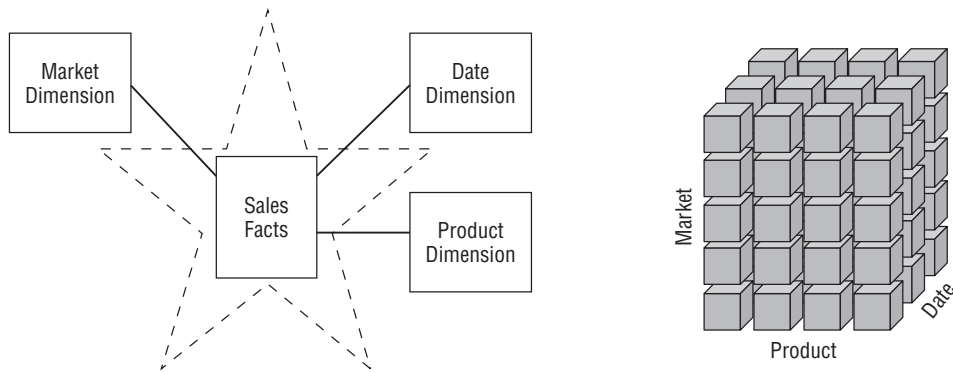 Market
Dimension
Date
Dimension
Sales
Facts
Product
Dimension
Market
Product
Date